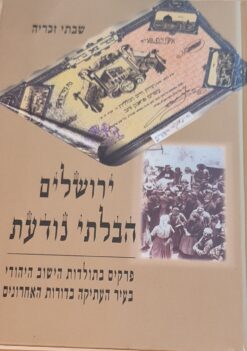 שבתי זכריה
ירושלים
הבלתי נודעת
פרקים בתולדות הישוב היהודי
בעיר העתיקה בדורות האחרונים